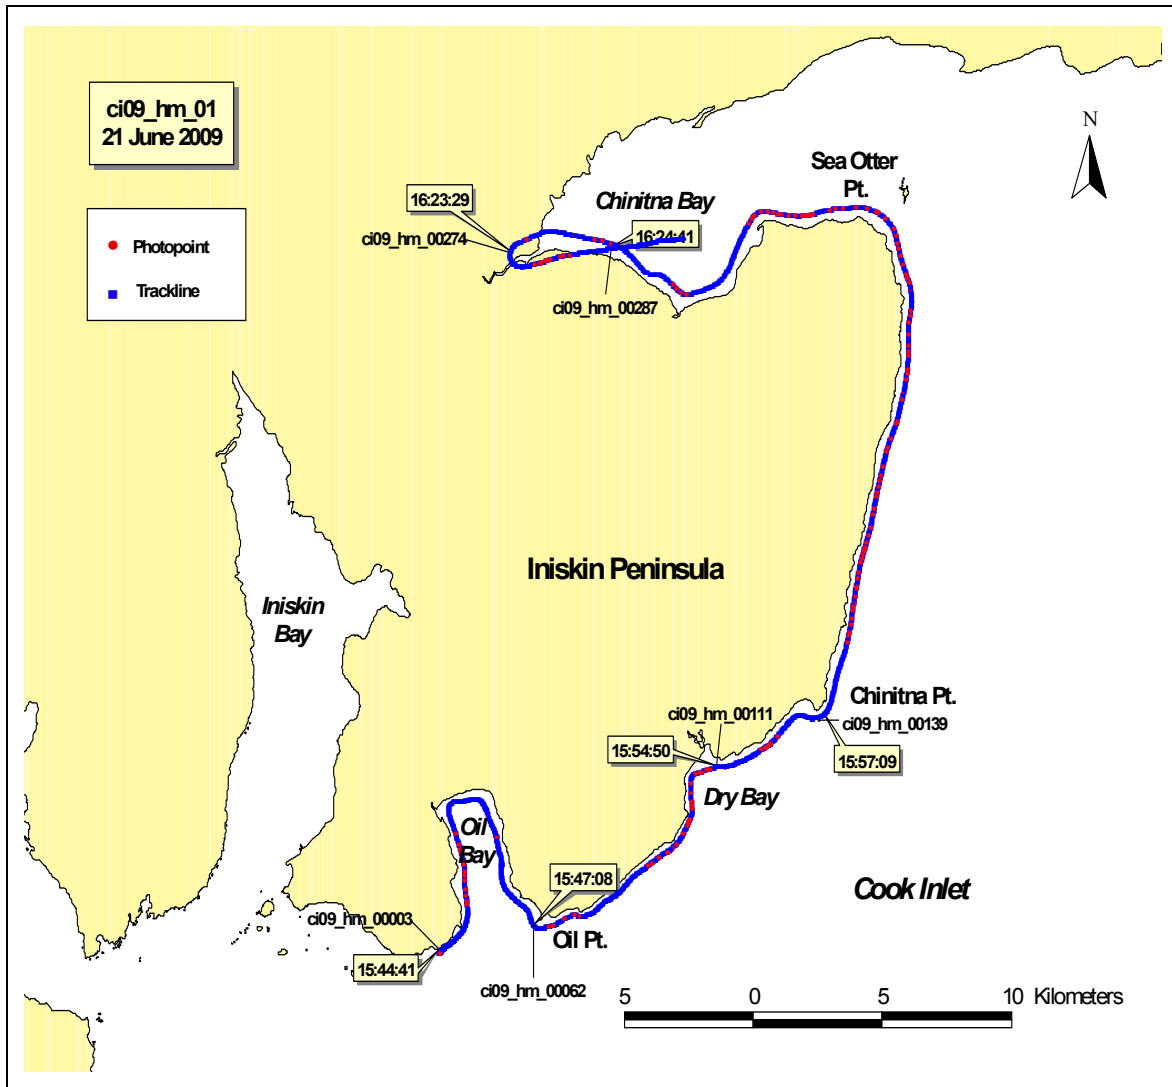 ci09_hm_01
21 June 2009
N
Sea Otter
Pt.
Chinitna Bay
16:23:29
16:24:41
ci09_hm_00274
Photopoint
Trackline
ci09_hm_00287
Iniskin Peninsula
Iniskin
Bay
Chinitna Pt.
ci09_hm_00111
ci09_hm_00139
15:54:50
15:57:09
Dry Bay
Oil
Bay
15:47:08
Cook Inlet
ci09_hm_00003
Oil Pt.
15:44:41
ci09_hm_00062
5 0 5 10 Kilometers